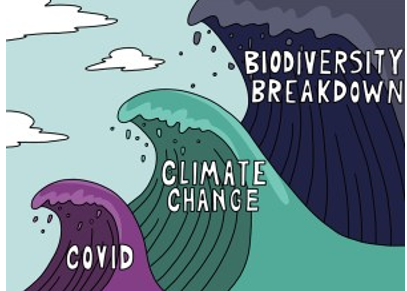 BIODIVERSITY
BREAKDOWN
CLIMATE
CHANGE
COVID